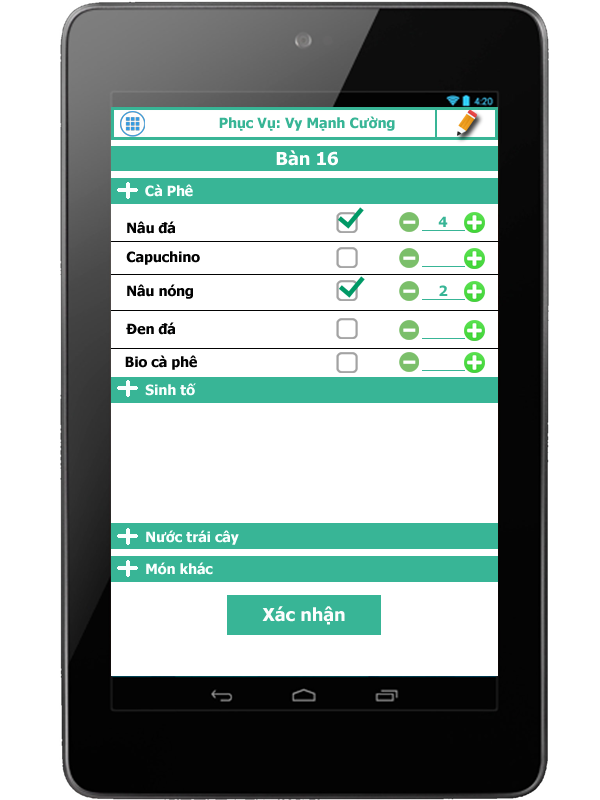 4:20
Phục Vụ: Vy Mạnh Cường
Bàn 16
Cà Phê
Nâu đá 4
Capuchino
Nâu nóng 2
Đen đá
Bio cà phê
Sinh tố
Nước trái cây
Món khác
Xác nhận